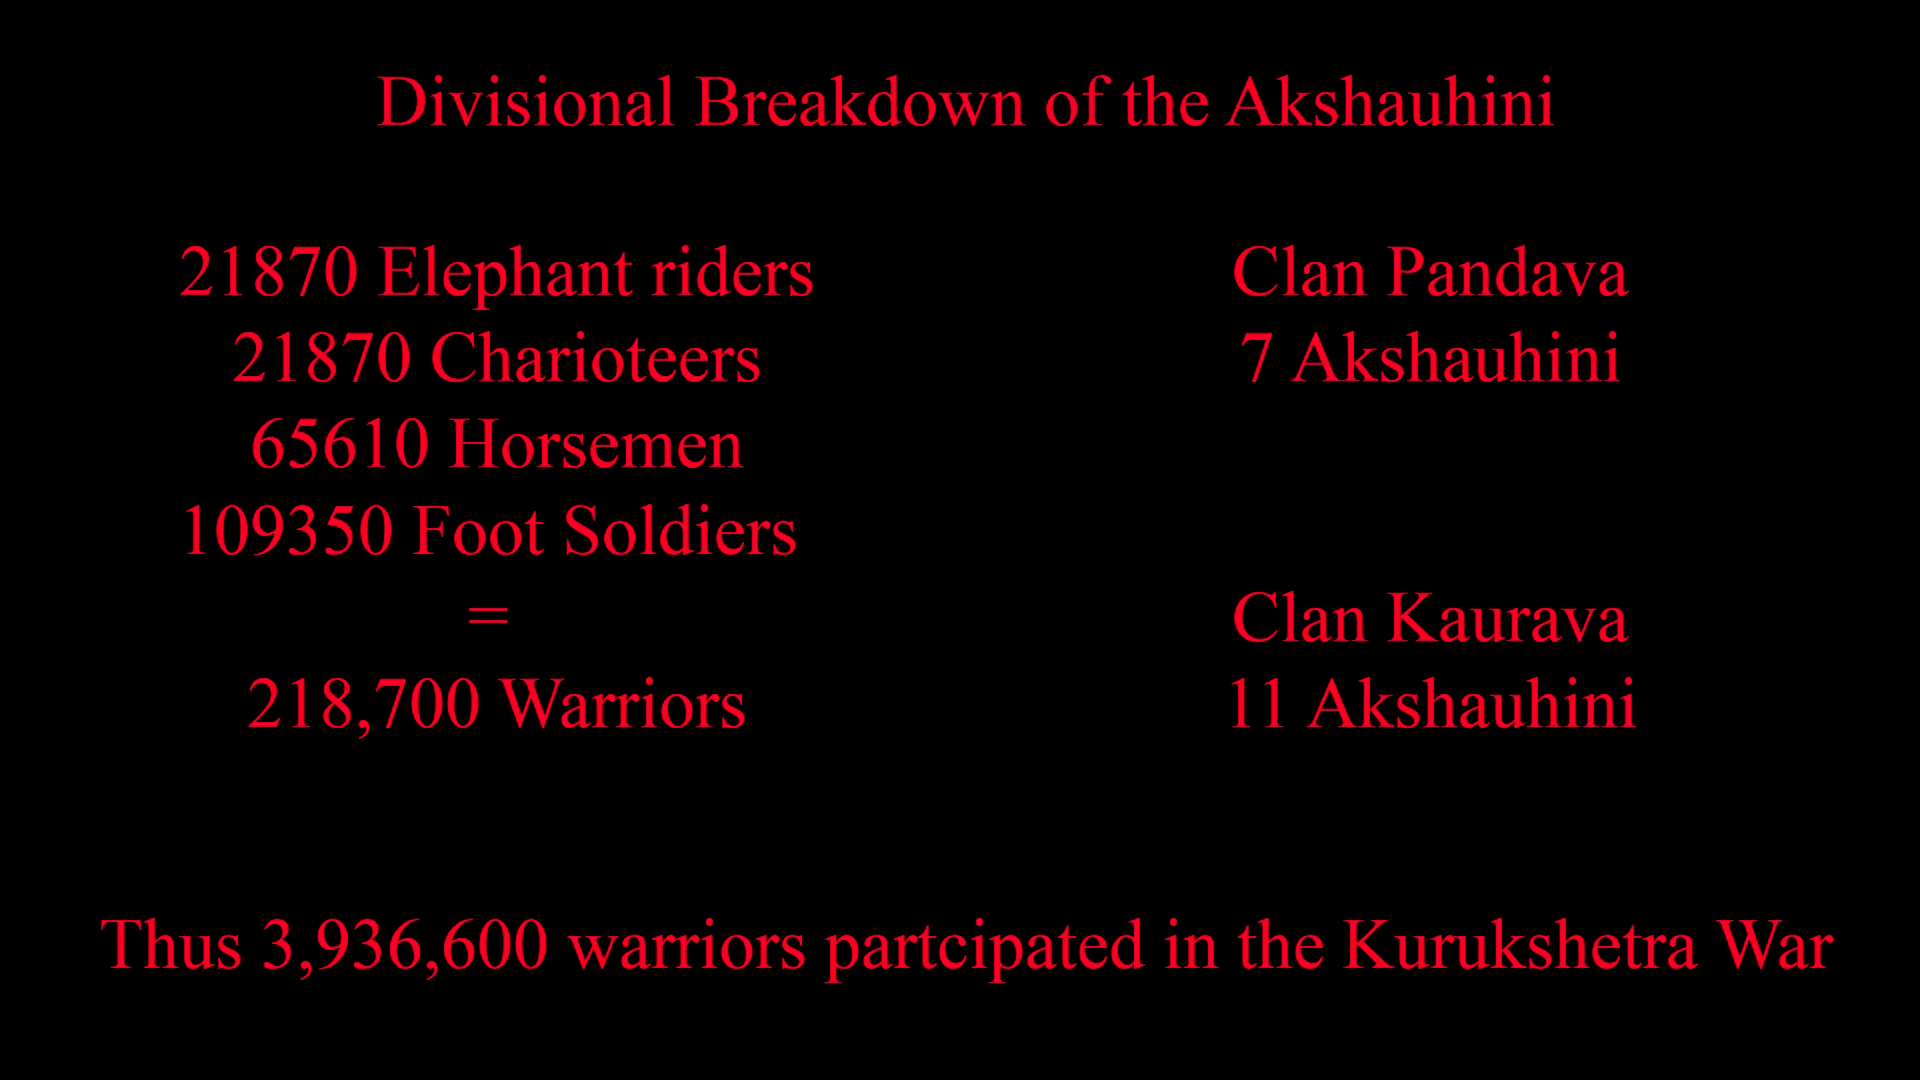 Divisional Breakdown of the Akshauhini
21870 Elephant riders
21870 Charioteers
65610 Horsemen
109350 Foot Soldiers
=
218,700 Warriors
Clan Pandava
7 Akshauhini
Clan Kaurava
11 Akshauhini
Thus 3,936,600 warriors partcipated in the Kurukshetra War